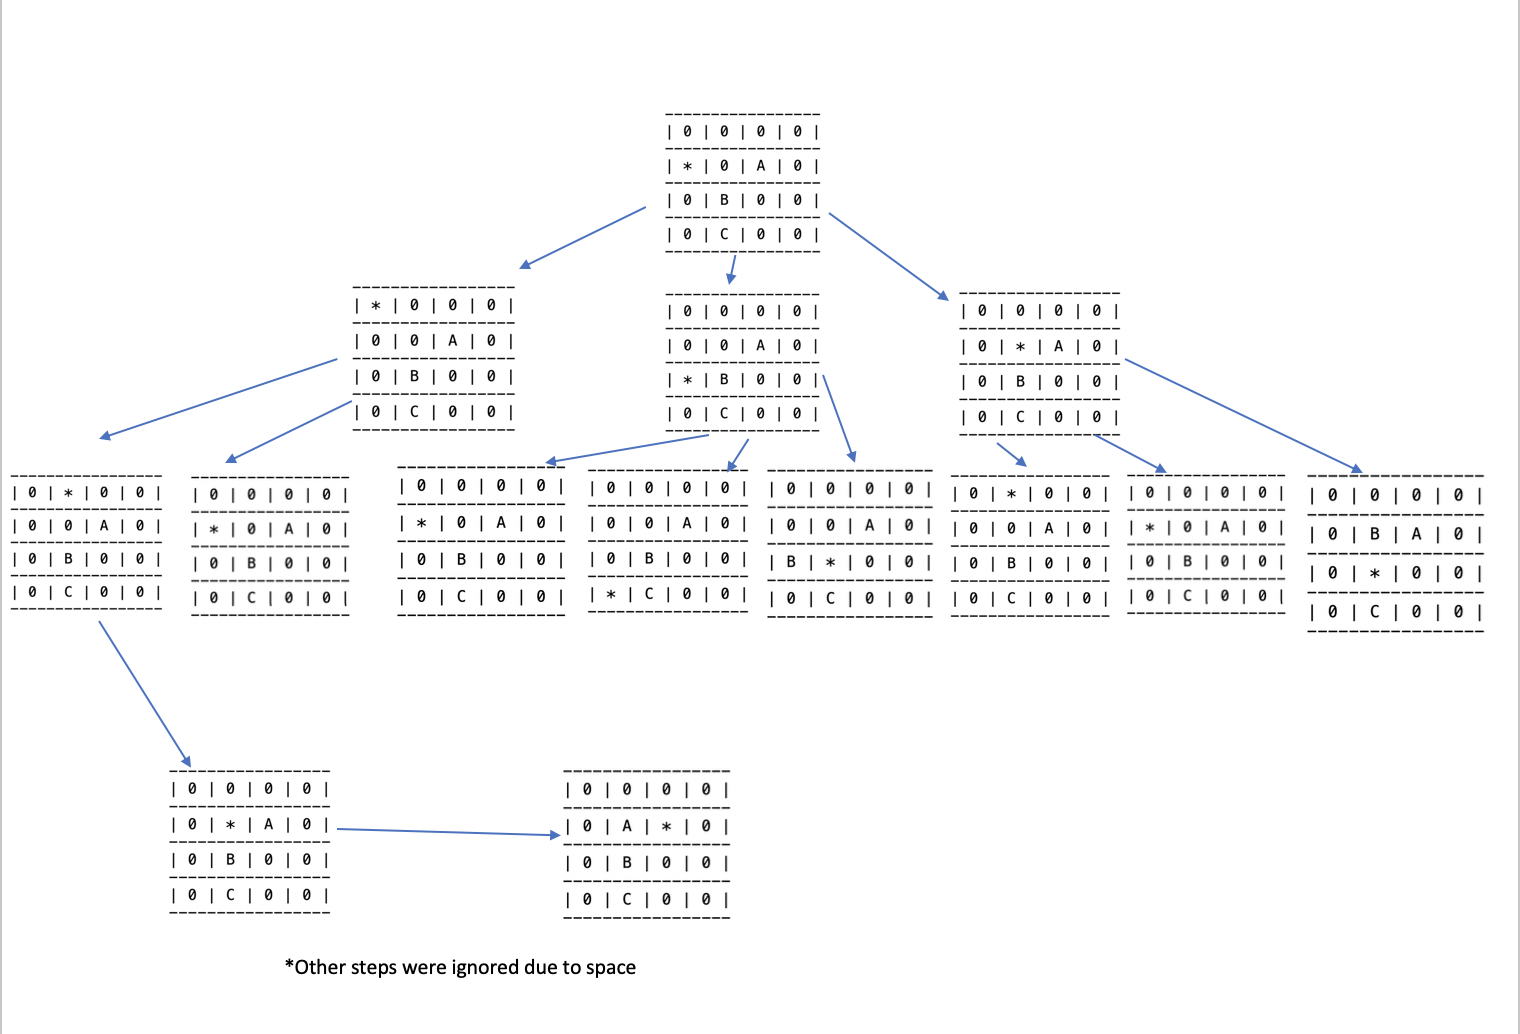 | 0 | 0 | 0 | 0 |
| * | 0 | A | 0 |
| 0 | B | 0 | 0 |
| 0 | C | 0 | 0 |
| * | 0 | 0 | 0 |
| 0 | 0 | A | 0 |
| 0 | B | 0 | 0 |
| 0 | C | 0 | 0 |
| 0 | 0 | 0 | 0 |
| 0 | 0 | A | 0 |
| * | B | 0 | 0 |
| 0 | C | 0 | 0 |
| 0 | 0 | 0 | 0 |
| 0 | * | A | 0 |
| 0 | B | 0 | 0 |
| 0 | C | 0 | 0 |
| 0 | * | 0 | 0 |
| 0 | 0 | A | 0 |
| 0 | B | 0 | 0 |
| 0 | C | 0 | 0 |
| 0 | 0 | 0 | 0 |
| * | 0 | A | 0 |
| 0 | B | 0 | 0 |
| 0 | C | 0 | 0 |
| 0 | 0 | 0 | 0 |
| * | 0 | A | 0 |
| 0 | B | 0 | 0 |
| 0 | C | 0 | 0 |
| 0 | 0 | 0 | 0 |
| 0 | 0 | A | 0 |
| 0 | B | 0 | 0 |
| * | C | 0 | 0 |
| 0 | 0 | 0 | 0 |
| 0 | 0 | A | 0 |
| B | * | 0 | 0 |
| 0 | C | 0 | 0 |
| 0 | * | 0 | 0 |
| 0 | 0 | A | 0 |
| 0 | B | 0 | 0 |
| 0 | C | 0 | 0 |
| 0 | 0 | 0 | 0 |
| * | 0 | A | 0 |
| 0 | B | 0 | 0 |
| 0 | C | 0 | 0 |
| 0 | 0 | 0 | 0 |
| 0 | B | A | 0 |
| 0 | * | 0 | 0 |
| 0 | C | 0 | 0 |
| 0 | 0 | 0 | 0 |
| 0 | * | A | 0 |
| 0 | B | 0 | 0 |
| 0 | C | 0 | 0 |
| 0 | 0 | 0 | 0 |
| 0 | A | * | 0 |
| 0 | B | 0 | 0 |
| 0 | C | 0 | 0 |
*Other steps were ignored due to space